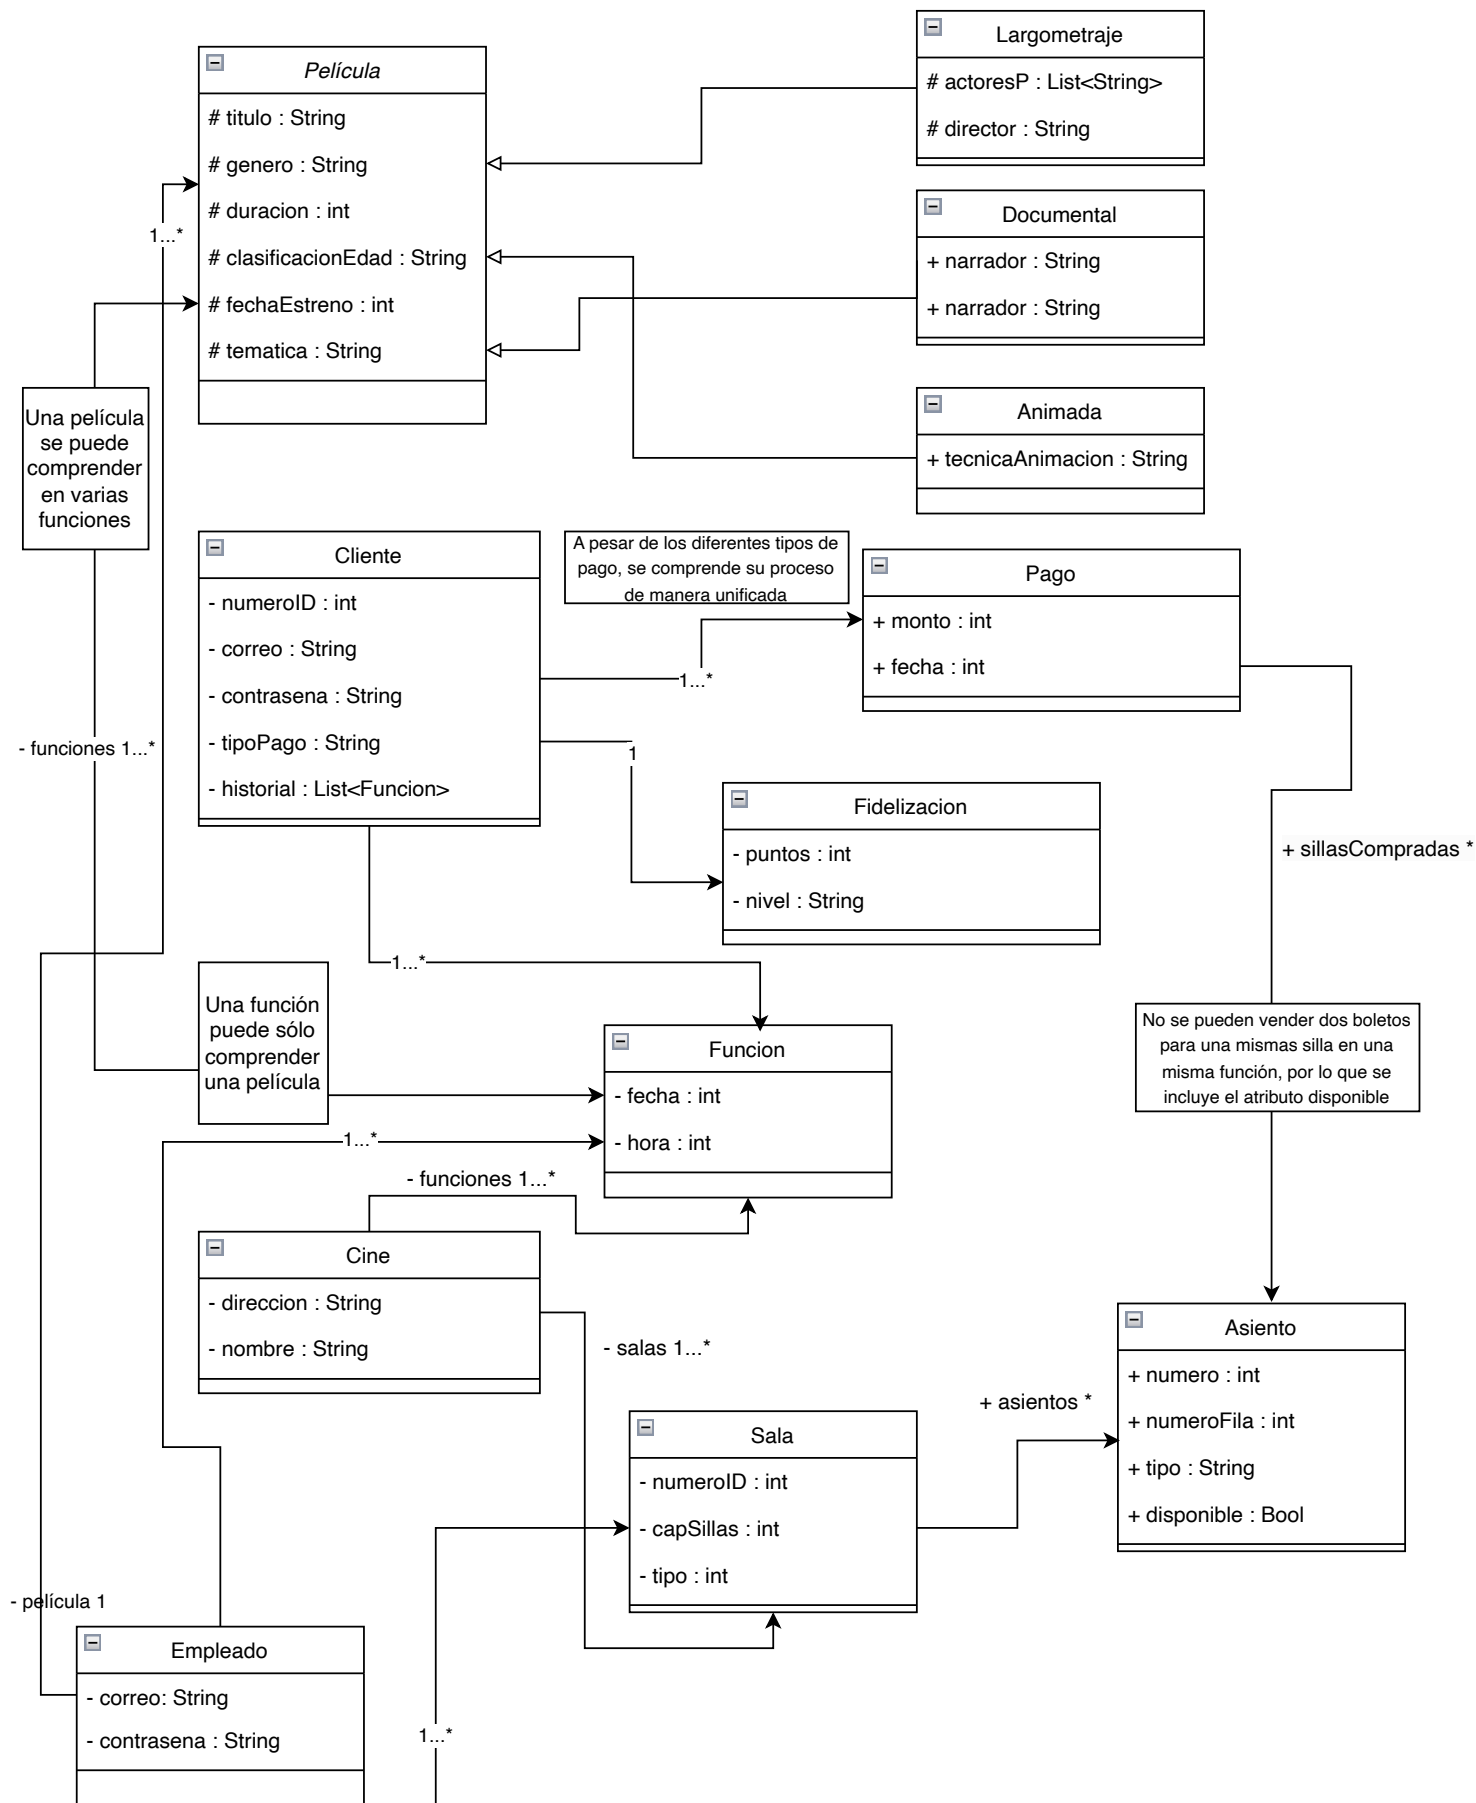 Película
# titulo : String
# genero : String
# duracion : int
# clasificacionEdad : String
# fechaEstreno : int
# tematica : String
Largometraje
# actoresP : List<String>
# director : String
Documental
+ narrador : String
+ narrador : String
Animada
+ tecnicaAnimacion : String
1...*
Una película
se puede
comprender
en varias
funciones
Cliente
- numeroID : int
- correo : String
- contrasena : String
- tipoPago : String
- historial : List<Funcion>
A pesar de los diferentes tipos de
pago, se comprende su proceso
de manera unificada
Pago
+ monto : int
+ fecha : int
1...*
1
- funciones 1...*
Fidelizacion
- puntos : int
- nivel : String
+ sillasCompradas *
1...*
Una función
puede sólo
comprender
una película
Funcion
- fecha : int
- hora : int
No se pueden vender dos boletos
para una mismas silla en una
misma función, por lo que se
incluye el atributo disponible
1...*
- funciones 1...*
Cine
- direccion : String
- nombre : String
- salas 1...*
+ asientos *
Asiento
+ numero : int
+ numeroFila : int
+ tipo : String
+ disponible : Bool
Sala
- numeroID : int
- capSillas : int
- tipo : int
- película 1
Empleado
- correo: String
- contrasena : String
1...*